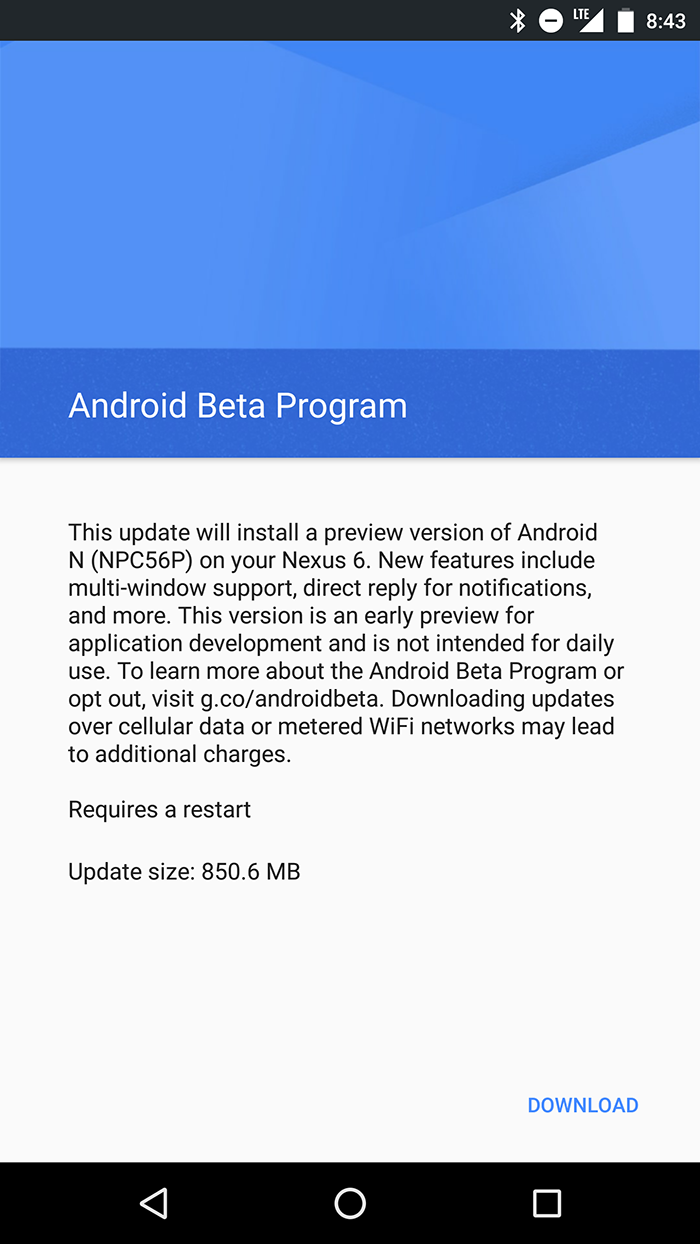 LTE 8:43
Android Beta Program
This update will install a preview version of Android
N (NPC56P) on your Nexus 6. New features include
multi-window support, direct reply for notifications,
and more. This version is an early preview for
application development and is not intended for daily
use. To learn more about the Android Beta Program or
opt out, visit g.co/androidbeta. Downloading updates
over cellular data or metered WiFi networks may lead
to additional charges.
Requires a restart
Update size: 850.6 MB
DOWNLOAD